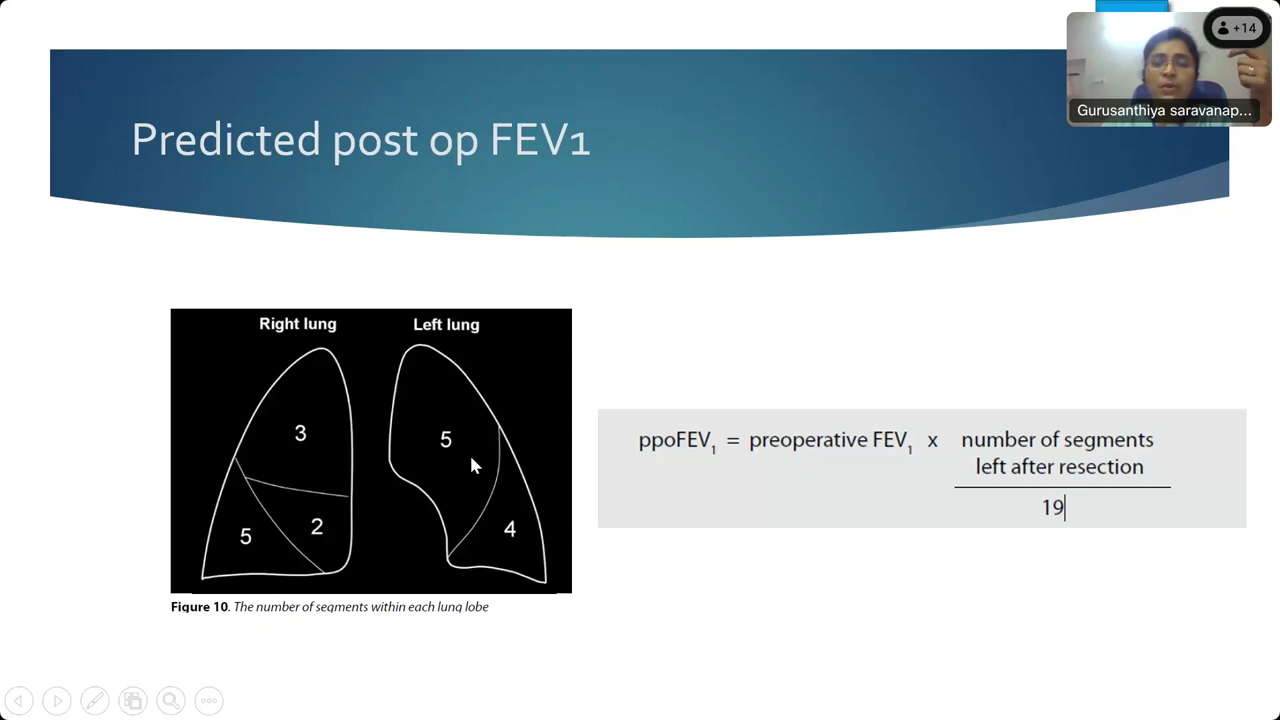 +14
Gurusanthiya saravanap...
Predicted post op FEV1
Right lung Left lung
3
5
5
2
4
Figure 10. The number of segments within each lung lobe
ppoFEV1 = preoperative FEV1 x number of segments
left after resection
19